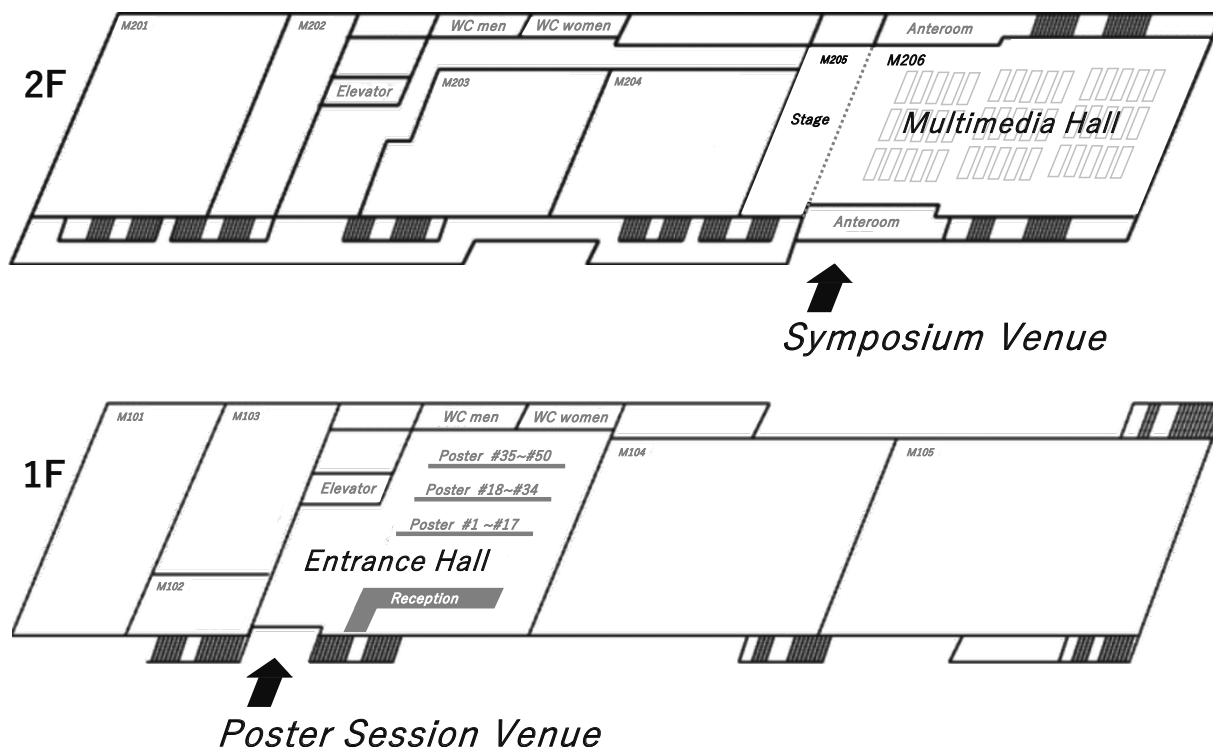 2F
M201
M202
WC men
WC women
Anteroom
Elevator
M203
M204
M205
M206
Stage
Multimedia Hall
Anteroom
Symposium Venue
1F
M101
M103
WC men
WC women
Elevator
Poster #35~#50
Poster #18~#34
Poster #1 ~#17
M104
M105
Entrance Hall
M102
Reception
Poster Session Venue